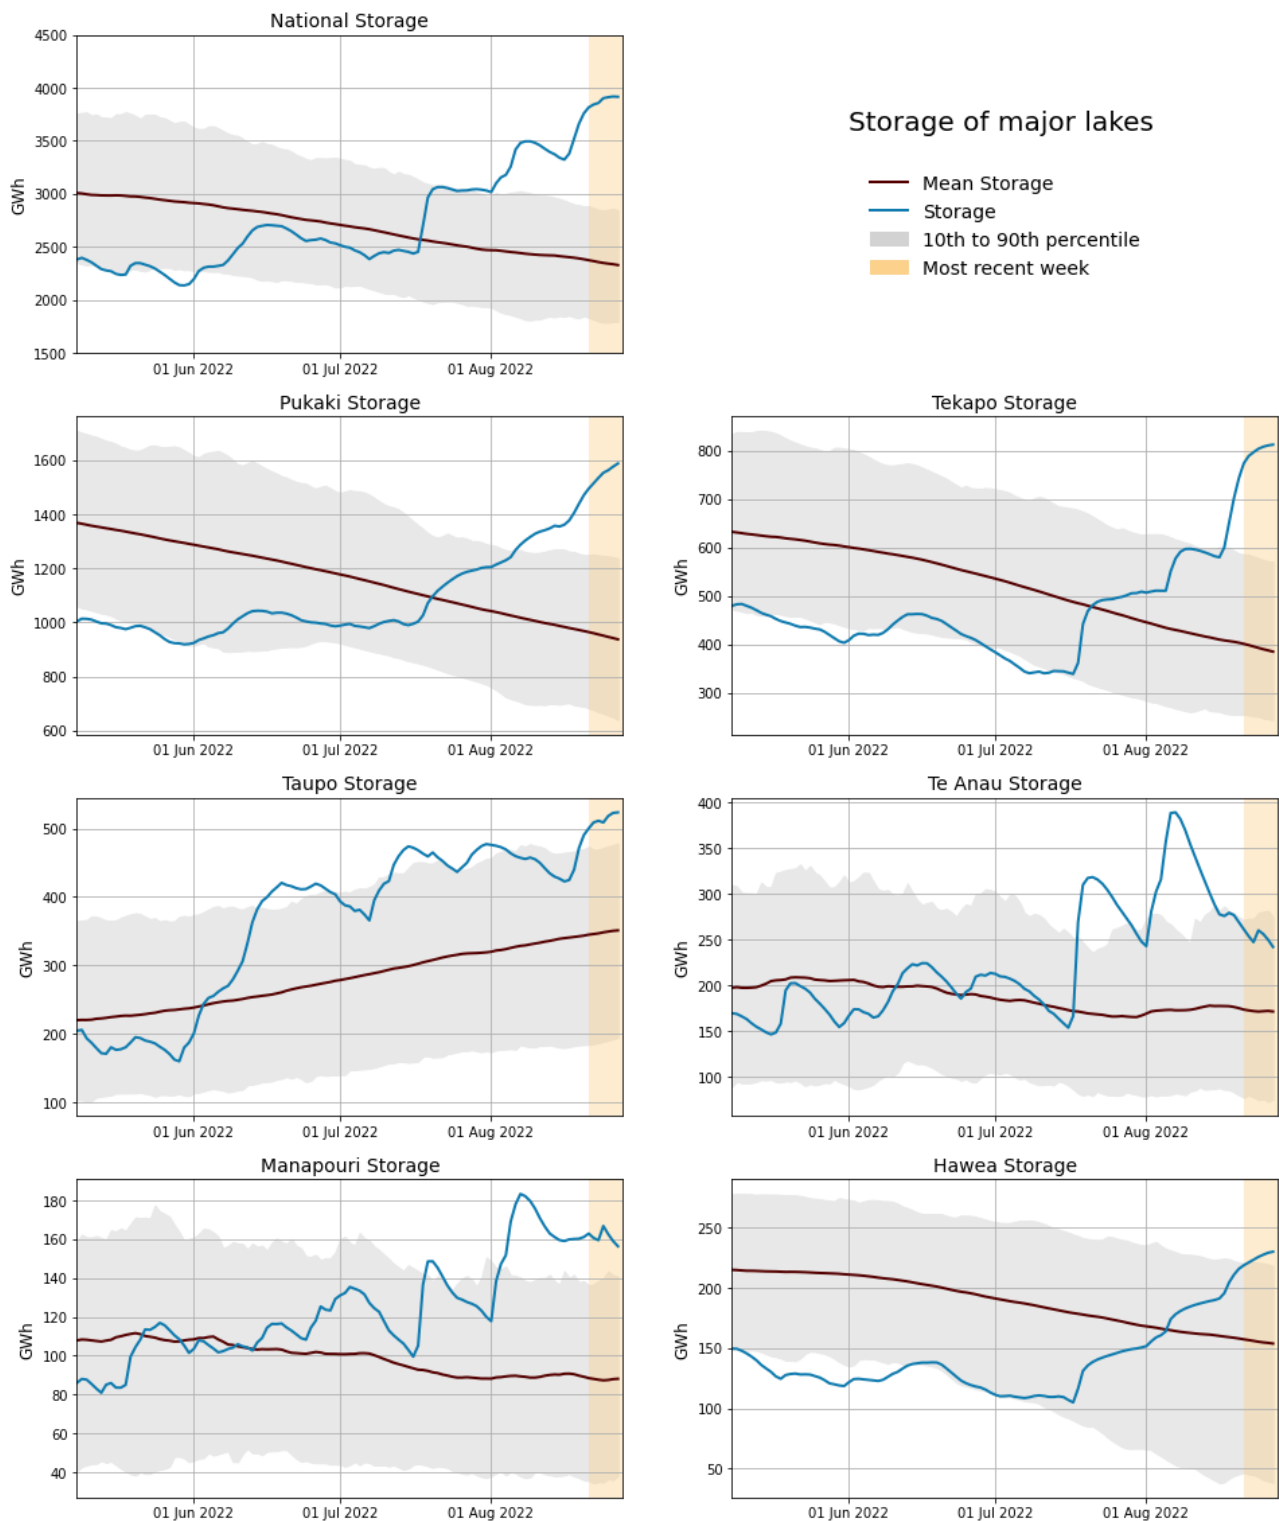 National Storage
4500
4000
3500
3000
2500
2000
1500
GWh
01 Jun 2022 01 Jul 2022 01 Aug 2022
Storage of major lakes
Mean Storage
Storage
10th to 90th percentile
Most recent week
Pukaki Storage
1600
1400
1200
1000
800
600
GWh
01 Jun 2022 01 Jul 2022 01 Aug 2022
Tekapo Storage
800
700
600
500
400
300
GWh
01 Jun 2022 01 Jul 2022 01 Aug 2022
Taupo Storage
500
400
300
200
100
GWh
01 Jun 2022 01 Jul 2022 01 Aug 2022
Te Anau Storage
400
350
300
250
200
150
100
GWh
01 Jun 2022 01 Jul 2022 01 Aug 2022
Manapouri Storage
180
160
140
120
100
80
60
40
GWh
01 Jun 2022 01 Jul 2022 01 Aug 2022
Hawea Storage
250
200
150
100
50
GWh
01 Jun 2022 01 Jul 2022 01 Aug 2022